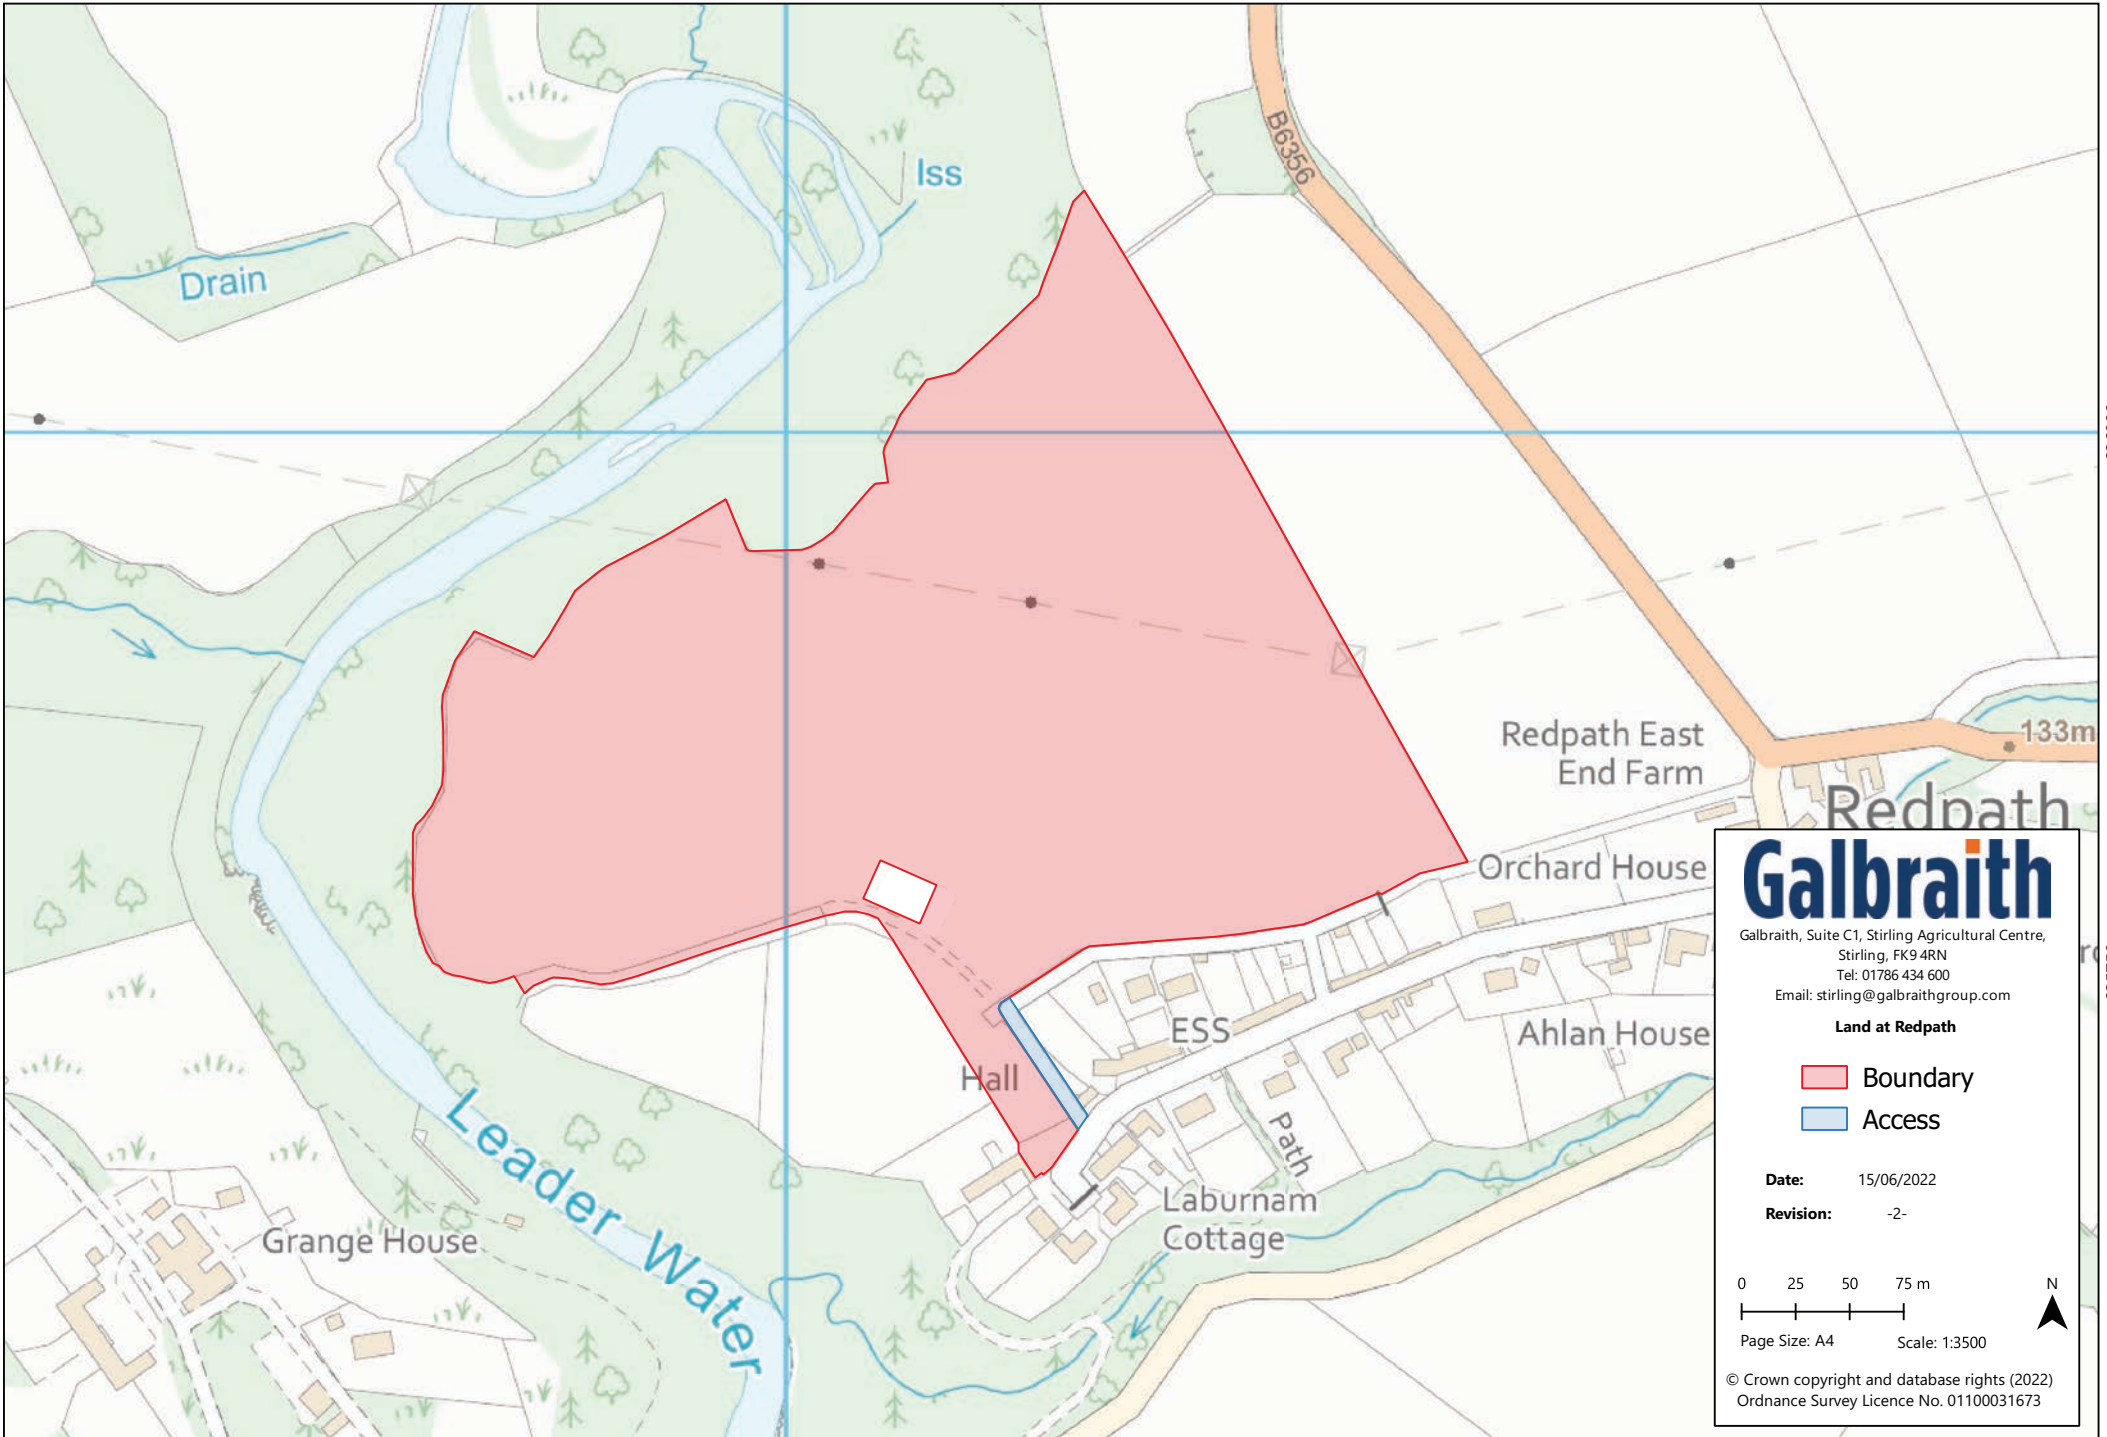 Iss
B6356
Drain
Redpath East
End Farm
133m
Redpath
Orchard House
ESS
Ahlan House
Hall
Path
Leader Water
Laburnam
Cottage
Grange House
Galbraith
Galbraith, Suite C1, Stirling Agricultural Centre,
Stirling, FK9 4RN
Tel: 01786 434 600
Email: stirling@galbraithgroup.com
Land at Redpath
Boundary
Access
Date: 15/06/2022
Revision: -2-
0 25 50 75 m
N
Page Size: A4 Scale: 1:3500
© Crown copyright and database rights (2022)
Ordnance Survey Licence No. 01100031673